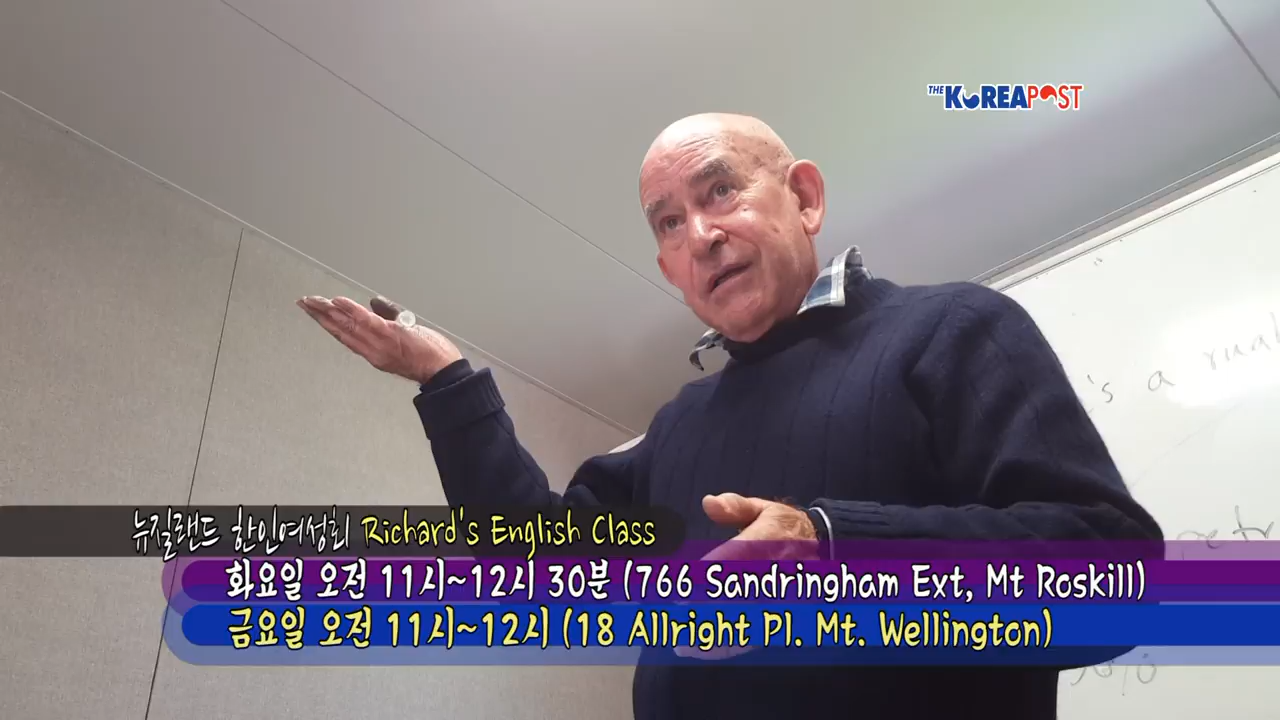 THE KOREAPOST
's a
뉴질랜드 한인여성회 Richard's English Class
화요일 오전 11시~12시 30분 (766 Sandringham Ext, Mt Roskill)
금요일 오전 11시~12시 (18 Allright Pl. Mt. Wellington)